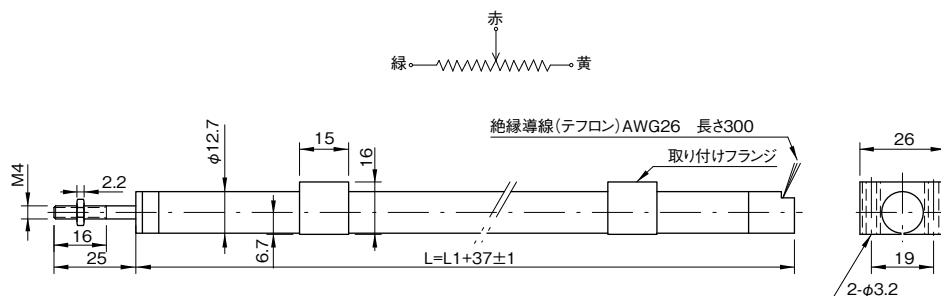 赤
緑
黄
絶縁導線(テフロン)AWG26 長さ300
取り付けフランジ
15
26
φ12.7
16
M4
2.2
16
6.7
25
L=L1+37±1
19
2-φ3.2